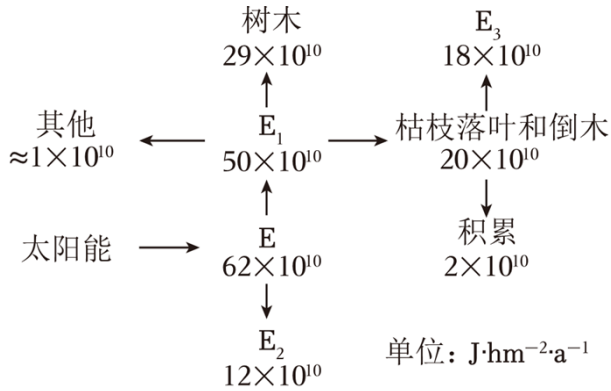 树木
29×10¹⁰
E₃
18×10¹⁰
其他
≈1×10¹⁰
E₁
50×10¹⁰
枯枝落叶和倒木
20×10¹⁰
太阳能
E
62×10¹⁰
积累
2×10¹⁰
E₂
12×10¹⁰
单位：J·hm⁻²·a⁻¹